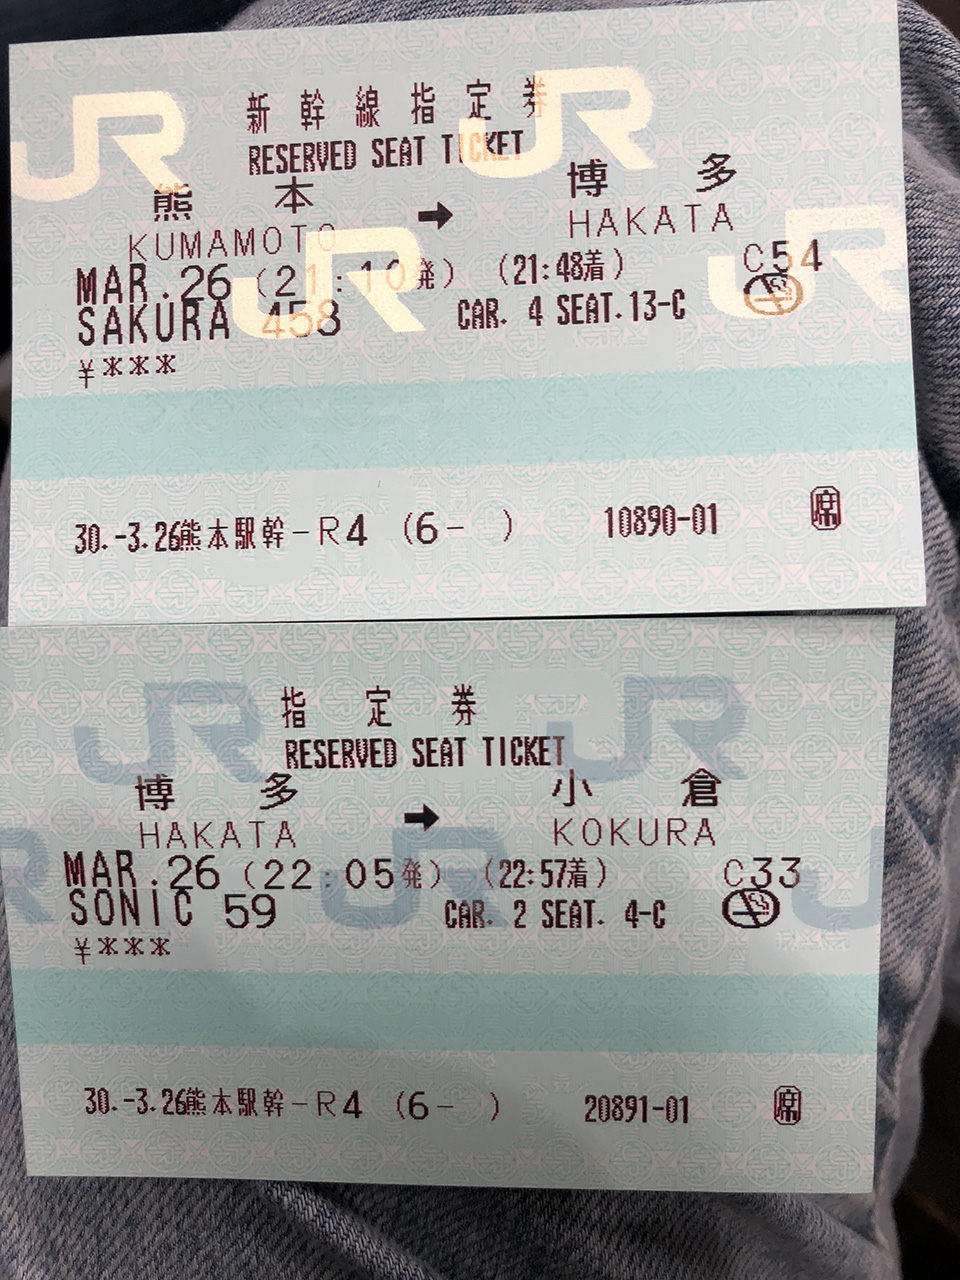 新幹線指定券
RESERVED SEAT TICKET
熊本 → 博多
KUMAMOTO HAKATA
MAR.26 (21:10発) (21:48着) C54
SAKURA 458 CAR. 4 SEAT.13-C
¥***
30.-3.26熊本駅幹-R4 (6- ) 10890-01 席
指定券
RESERVED SEAT TICKET
博多 → 小倉
HAKATA KOKURA
MAR.26 (22:05発) (22:57着) C33
SONIC 59 CAR. 2 SEAT. 4-C
¥***
30.-3.26熊本駅幹-R4 (6- ) 20891-01 席